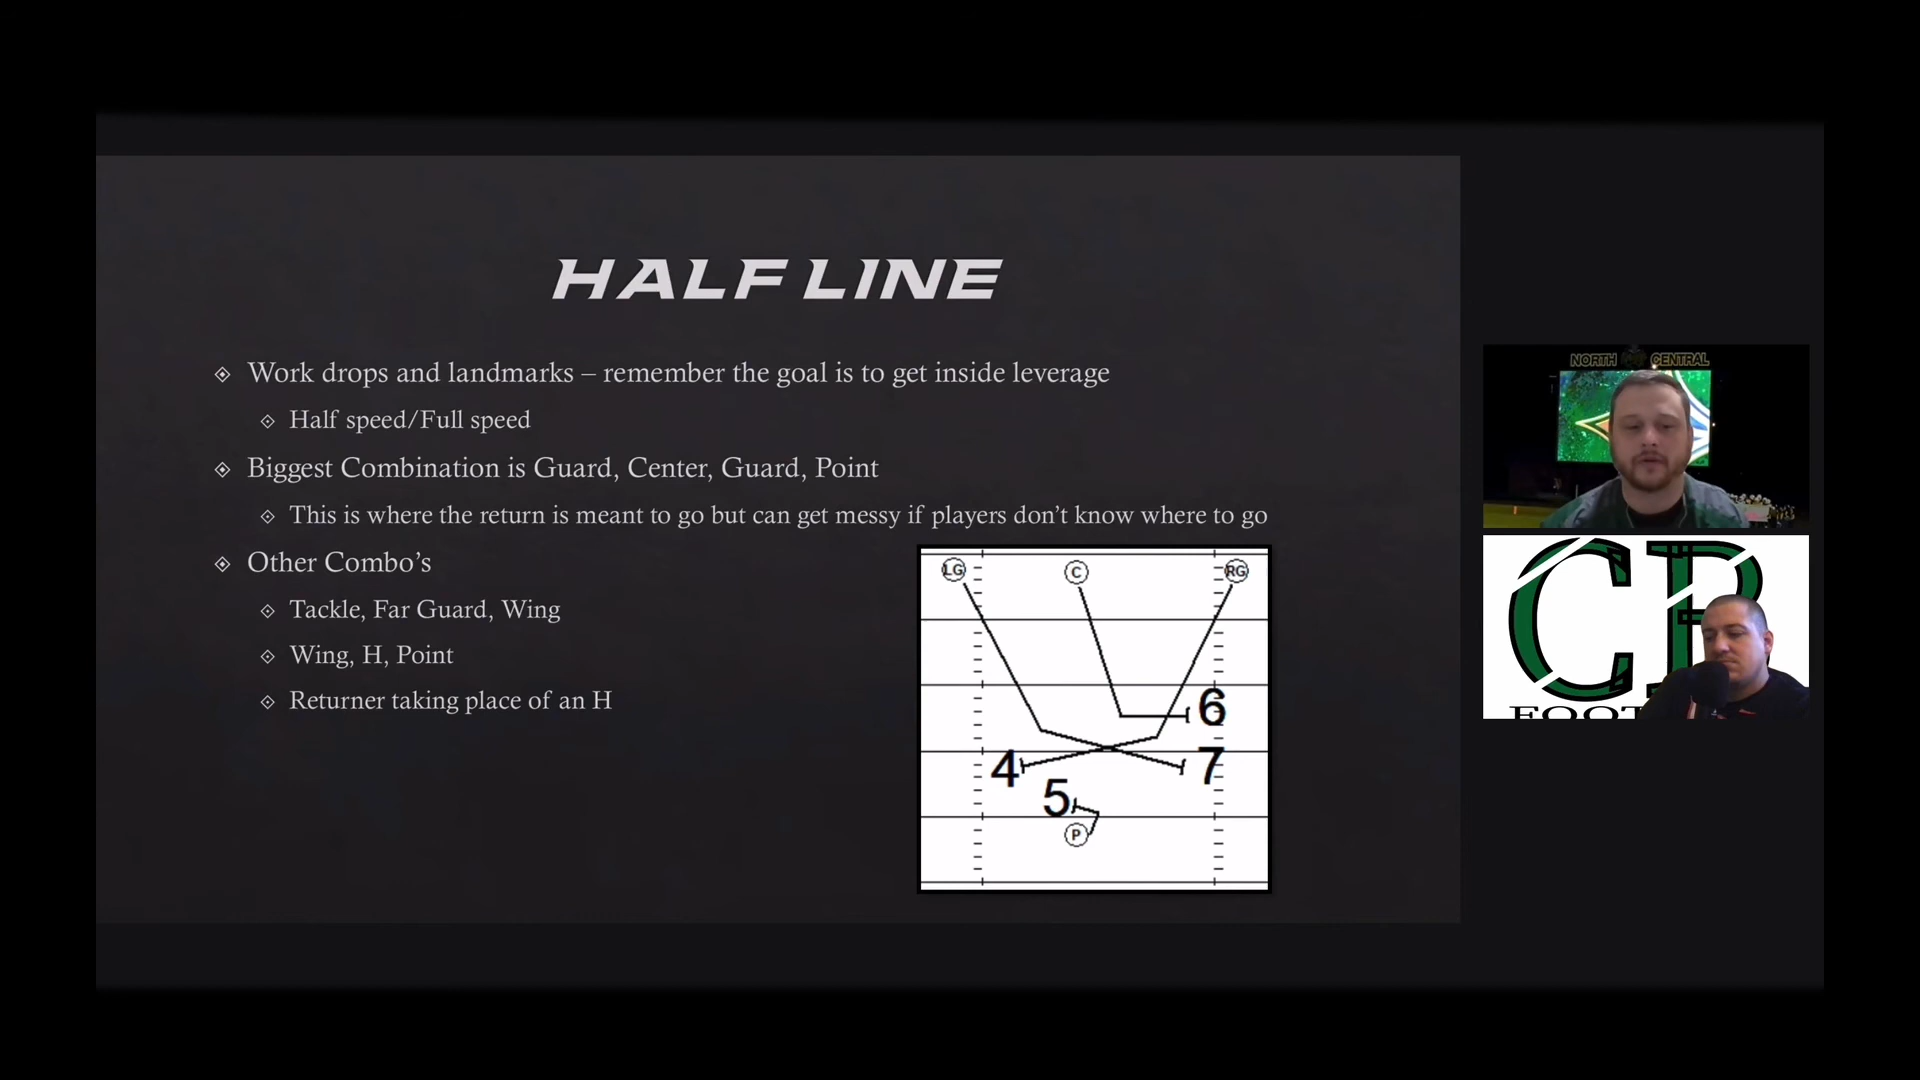 HALF LINE
Work drops and landmarks – remember the goal is to get inside leverage
Half speed/Full speed
Biggest Combination is Guard, Center, Guard, Point
This is where the return is meant to go but can get messy if players don’t know where to go
Other Combo’s
Tackle, Far Guard, Wing
Wing, H, Point
Returner taking place of an H
LG C RG
6
4 7
5
P
NORTH CENTRAL
CB
FOOT